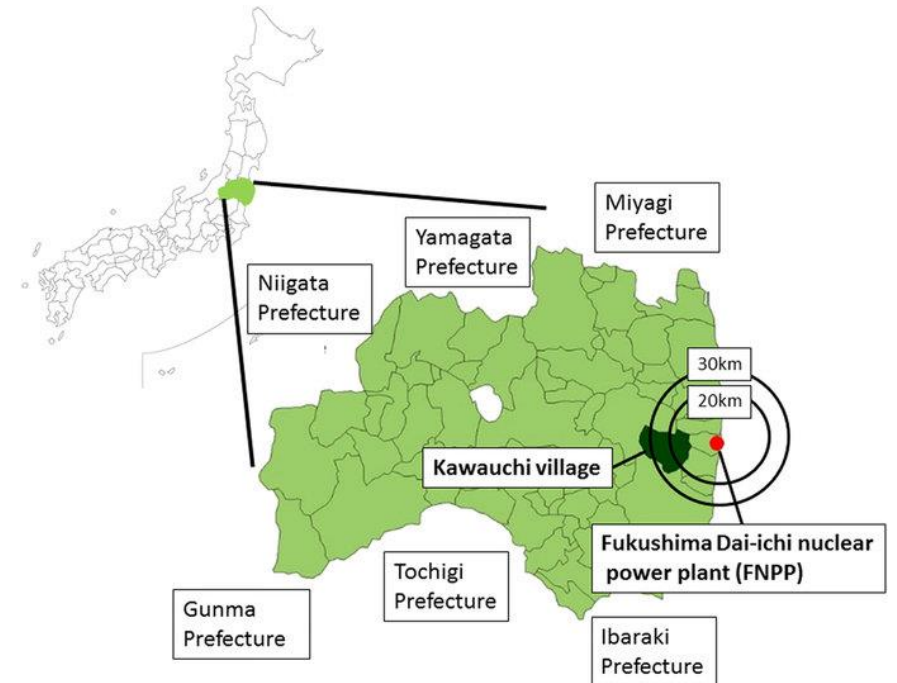 Miyagi
Prefecture
Yamagata
Prefecture
Niigata
Prefecture
30km
20km
Kawauchi village
Fukushima Dai-ichi nuclear
power plant (FNPP)
Tochigi
Prefecture
Gunma
Prefecture
Ibaraki
Prefecture